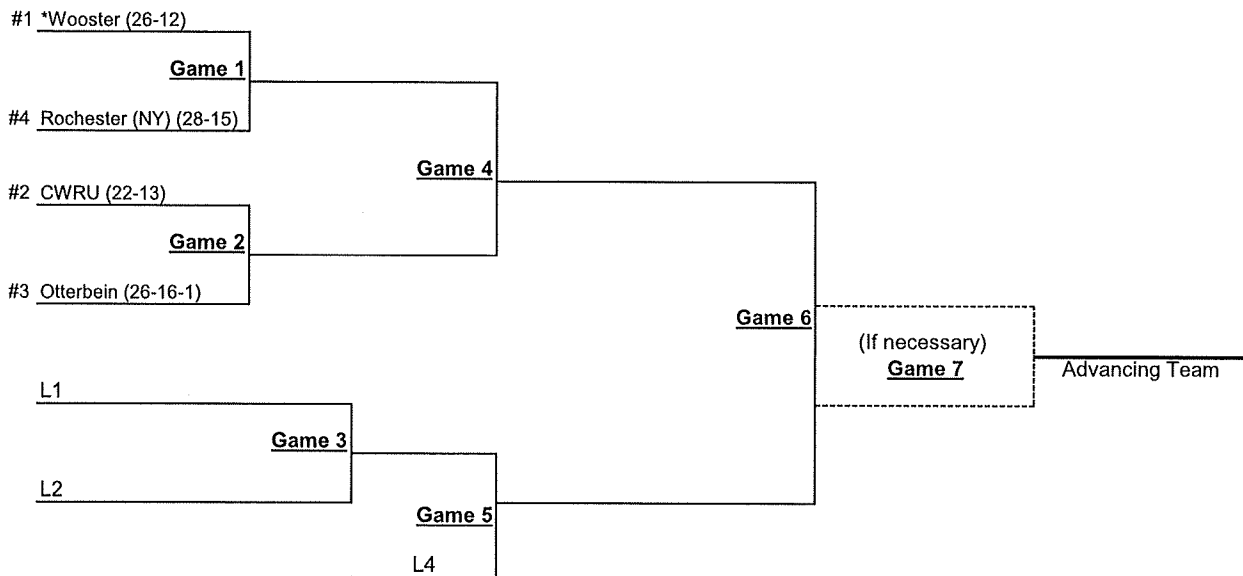 #1 *Wooster (26-12)
Game 1
#4 Rochester (NY) (28-15)
Game 4
#2 CWRU (22-13)
Game 2
#3 Otterbein (26-16-1)
Game 6
(If necessary)
Game 7
Advancing Team
L1
Game 3
L2
Game 5
L4